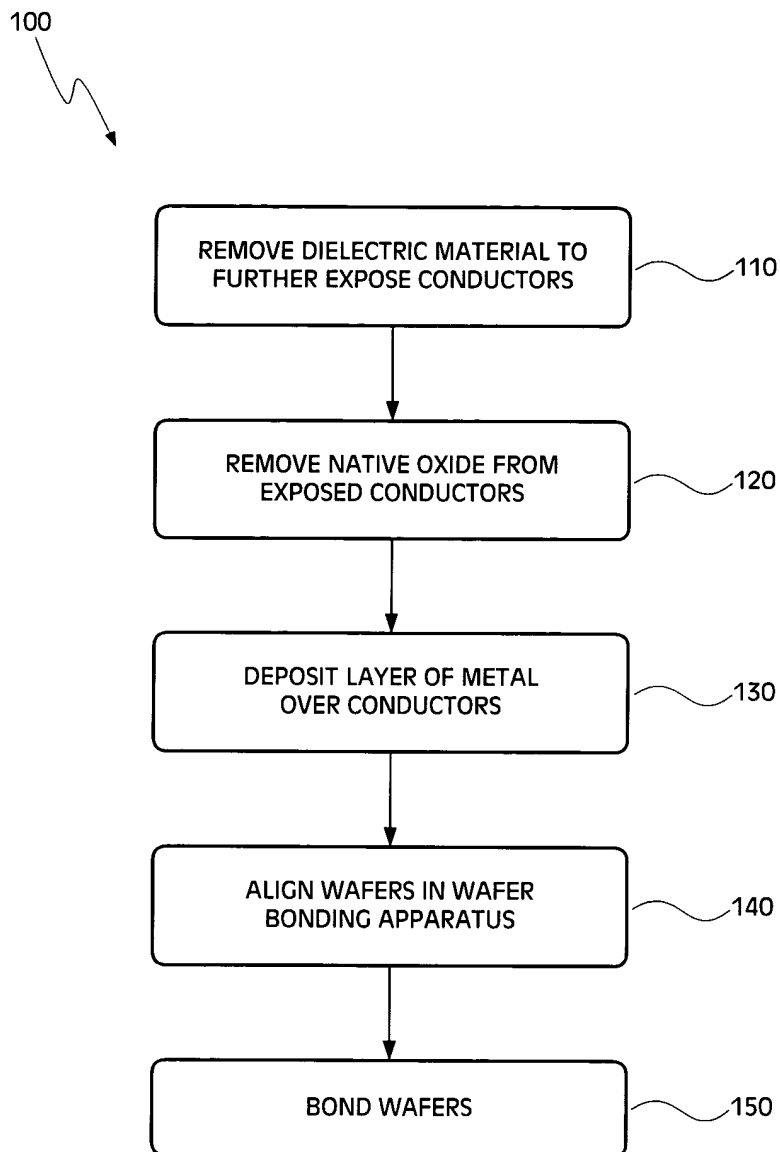 100
REMOVE DIELECTRIC MATERIAL TO
FURTHER EXPOSE CONDUCTORS
110
REMOVE NATIVE OXIDE FROM
EXPOSED CONDUCTORS
120
DEPOSIT LAYER OF METAL
OVER CONDUCTORS
130
ALIGN WAFERS IN WAFER
BONDING APPARATUS
140
BOND WAFERS
150